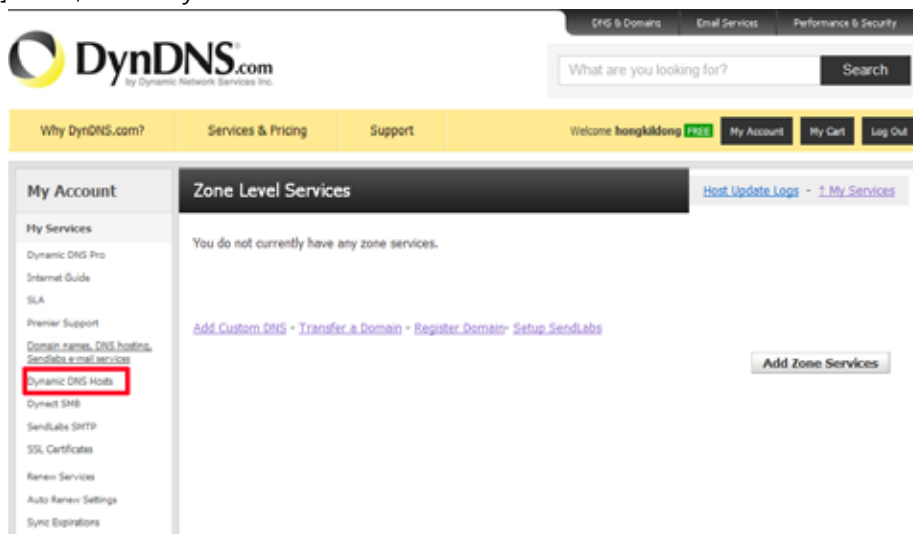 DNS & Domains Email Services Performance & Security
DynDNS.com
by Dynamic Network Services Inc.
What are you looking for? Search
Why DynDNS.com? Services & Pricing Support Welcome hongkildong FREE My Account My Cart Log Out
My Account
Zone Level Services
Host Update Logs - ↑ My Services
My Services
You do not currently have any zone services.
Dynamic DNS Pro
Internet Guide
SLA
Premier Support
Add Custom DNS - Transfer a Domain - Register Domain- Setup SendLabs
Domain names, DNS hosting,
Sendlabs e-mail services
Add Zone Services
Dynamic DNS Hosts
Dynect SMB
SendLabs SMTP
SSL Certificates
Renew Services
Auto Renew Settings
Sync Expirations